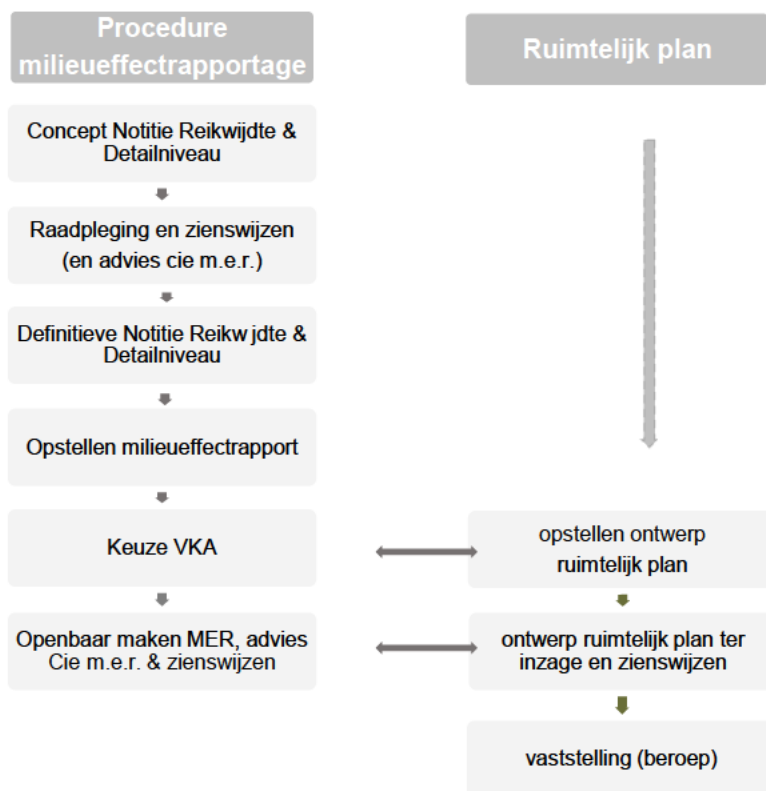 Procedure
milieueffectrapportage
Concept Notitie Reikwijdte &
Detailniveau
Raadpleging en zienswijzen
(en advies cie m.e.r.)
Definitieve Notitie Reikw jdte &
Detailniveau
Opstellen milieueffectrapport
Keuze VKA
Openbaar maken MER, advies
Cie m.e.r. & zienswijzen
Ruimtelijk plan
opstellen ontwerp
ruimtelijk plan
ontwerp ruimtelijk plan ter
inzage en zienswijzen
vaststelling (beroep)